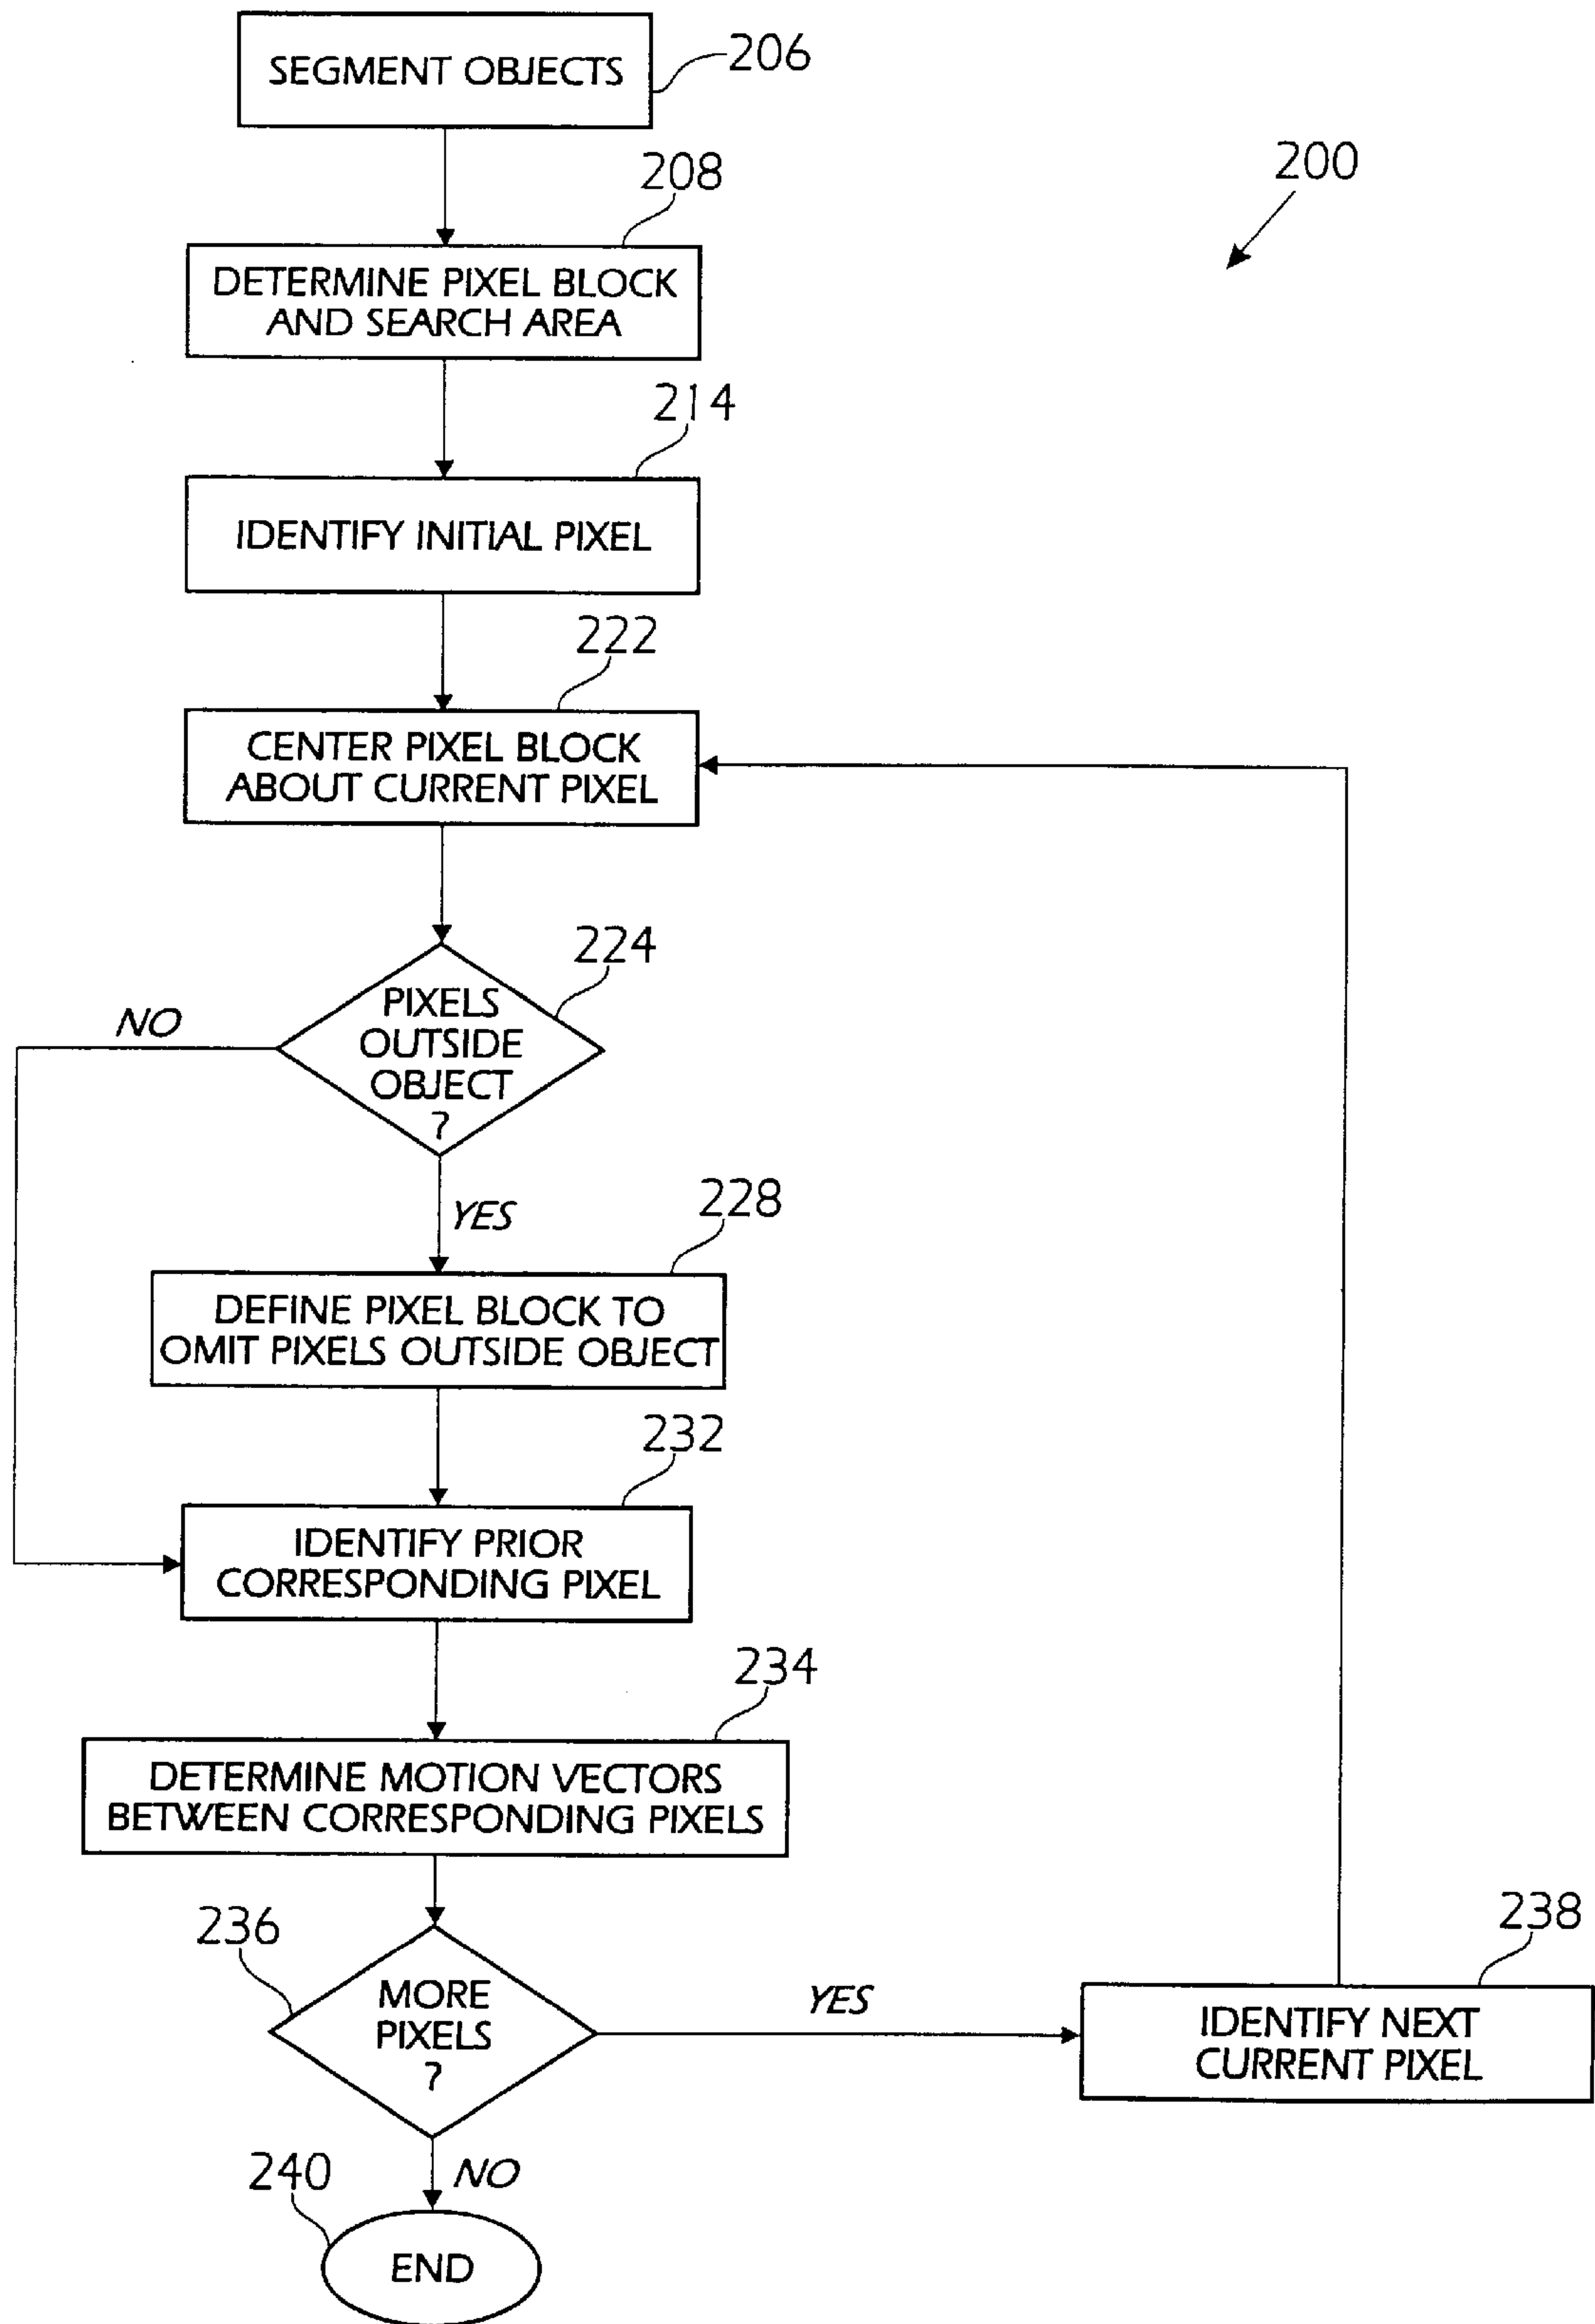 SEGMENT OBJECTS
206
200
208
DETERMINE PIXEL BLOCK
AND SEARCH AREA
214
IDENTIFY INITIAL PIXEL
222
CENTER PIXEL BLOCK
ABOUT CURRENT PIXEL
224
NO
PIXELS
OUTSIDE
OBJECT
?
YES
228
DEFINE PIXEL BLOCK TO
OMIT PIXELS OUTSIDE OBJECT
232
IDENTIFY PRIOR
CORRESPONDING PIXEL
234
DETERMINE MOTION VECTORS
BETWEEN CORRESPONDING PIXELS
236
MORE
PIXELS
?
YES
238
IDENTIFY NEXT
CURRENT PIXEL
NO
240
END